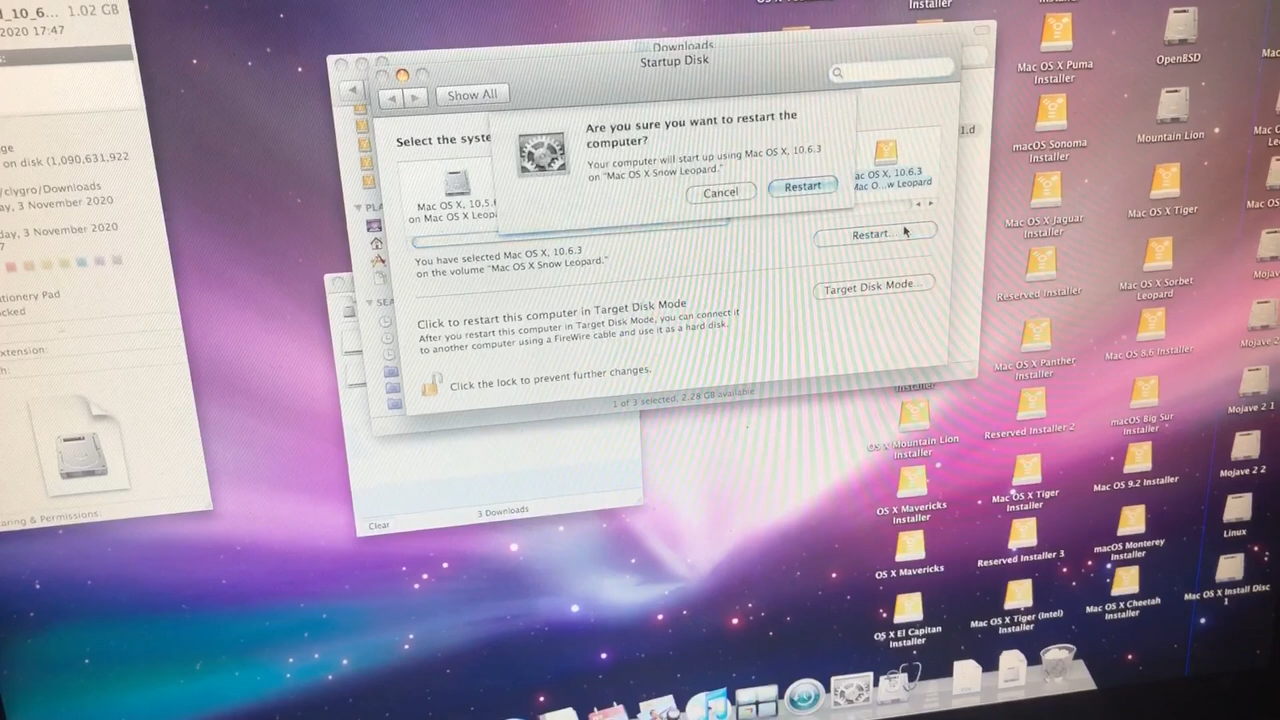 1.02 GB
2020 17:47
on disk (1,090,631,922
/clygro/Downloads
day, 3 November 2020
day, 3 November 2020
ocked
Clear
3 Downloads
Downloads
Startup Disk
Show All
Select the syste
Mac OS X, 10.5.
on Mac OS X Leop
Are you sure you want to restart the
computer?
Your computer will start up using Mac OS X, 10.6.3
on "Mac OS X Snow Leopard."
Cancel
Restart
ac OS X, 10.6.3
Mac O...w Leopard
You have selected Mac OS X, 10.6.3
on the volume "Mac OS X Snow Leopard."
Restart...
Click to restart this computer in Target Disk Mode
After you restart this computer in Target Disk Mode, you can connect it
to another computer using a FireWire cable and use it as a hard disk.
Target Disk Mode...
Click the lock to prevent further changes.
1 of 3 selected, 2.28 GB available
Installer
OS X Mountain Lion
Installer
OS X Mavericks
Installer
OS X Mavericks
OS X El Capitan
Installer
Mac OS X Puma
Installer
macOS Sonoma
Installer
Mac OS X Jaguar
Installer
Reserved Installer
Mac OS X Panther
Installer
Reserved Installer 2
Mac OS X Tiger
Installer
Reserved Installer 3
Mac OS X Tiger (Intel)
Installer
OpenBSD
Mountain Lion
Mac OS X Tiger
Mac OS X Sorbet
Leopard
Mac OS 8.6 Installer
macOS Big Sur
Installer
Mac OS 9.2 Installer
macOS Monterey
Installer
Mac OS X Cheetah
Installer
Mojave 2 1
Mojave 2 2
Linux
Mac OS X Install Disc
1